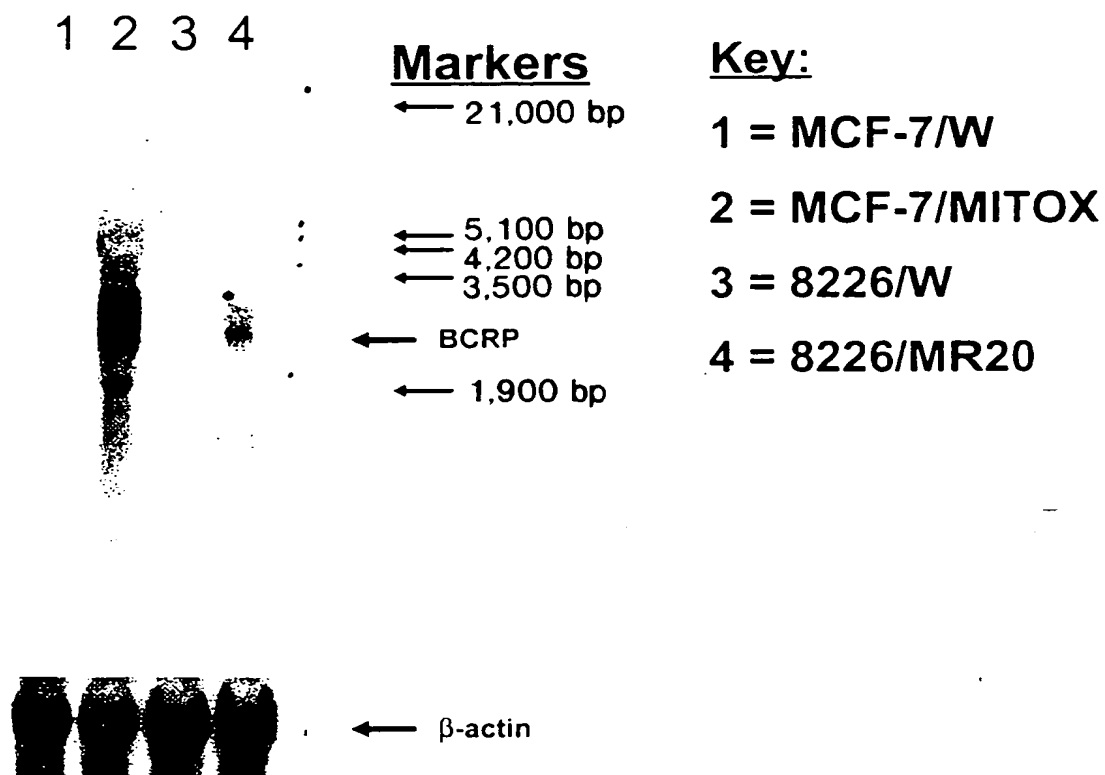 1 2 3 4
Markers
21,000 bp
5,100 bp
4,200 bp
3,500 bp
BCRP
1,900 bp
β-actin
Key:
1 = MCF-7/W
2 = MCF-7/MITOX
3 = 8226/W
4 = 8226/MR20